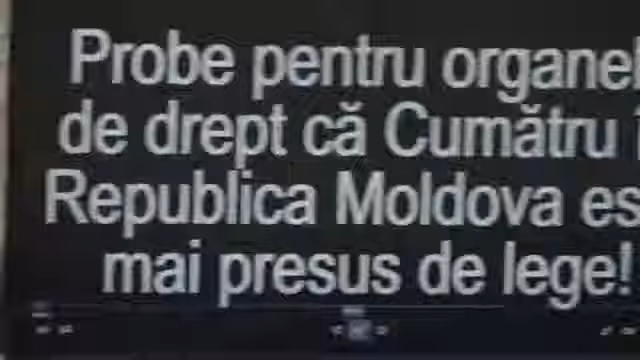 Probe pentru organel
de drept că Cumătru î
Republica Moldova es
mai presus de lege!